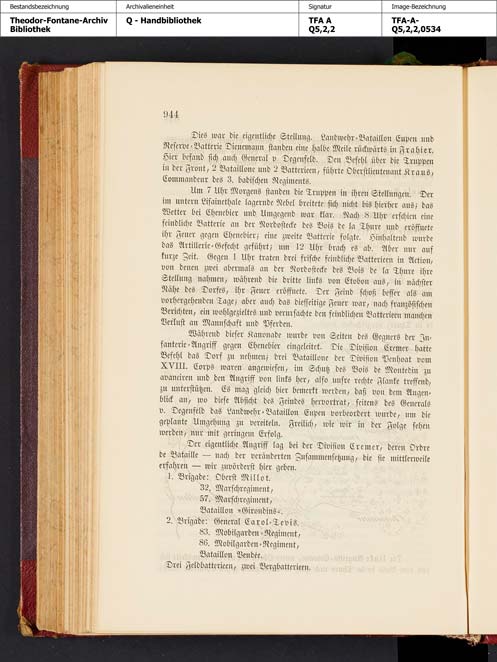 Bestandsbezeichnung
Archivalieneinheit
Signatur
Image-Bezeichnung
Theodor-Fontane-Archiv
Bibliothek
Q - Handbibliothek
TFA A
Q5,2,2
TFA-A-
Q5,2,2,0534
944
Dies war die eigentliche Stellung. Landwehr-Bataillon Eupen und
Reserve-Batterie Dienemann standen eine halbe Meile rückwärts in Frahier.
Hier befand sich auch General v. Degenfeld. Den Befehl über die Truppen
in der Front, 2 Bataillone und 2 Batterieen, führte Oberstlieutenant Kraus,
Commandeur des 3. badischen Regiments.
Um 7 Uhr Morgens standen die Truppen in ihren Stellungen. Der
im untern Lisainethale lagernde Nebel breitete sich nicht bis hierher aus; das
Wetter bei Chenebier und Umgegend war klar. Nach 8 Uhr erschien eine
feindliche Batterie an der Nordostecke des Bois de la Thure und eröffnete
ihr Feuer gegen Chenebier; eine zweite Batterie folgte. Hinhaltend wurde
das Artillerie-Gefecht geführt; um 12 Uhr brach es ab. Aber nur auf
kurze Zeit. Gegen 1 Uhr traten drei frische feindliche Batterieen in Action,
von denen zwei abermals an der Nordostecke des Bois de la Thure ihre
Stellung nahmen, während die dritte links von Etobon aus, in nächster
Nähe des Dorfes, ihr Feuer eröffnete. Der Feind schoß besser als am
vorhergehenden Tage; aber auch das diesseitige Feuer war, nach französischen
Berichten, ein wohlgezieltes und verursachte den feindlichen Batterieen manchen
Verlust an Mannschaft und Pferden.
Während dieser Kanonade wurde von Seiten des Gegners der In-
fanterie-Angriff gegen Chenebier eingeleitet. Die Division Cremer hatte
Befehl das Dorf zu nehmen; drei Bataillone der Division Penhoat vom
XVIII. Corps waren angewiesen, im Schutz des Bois de Montedin zu
avanciren und den Angriff von links her, also unsre rechte Flanke treffend,
zu unterstützen. Es mag gleich hier bemerkt werden, daß von dem Augen-
blick an, wo diese Absicht des Feindes hervortrat, seitens des Generals
v. Degenfeld das Landwehr-Bataillon Eupen vorbeordert wurde, um die
geplante Umgehung zu vereiteln. Freilich, wie wir in der Folge sehen
werden, nur mit geringem Erfolg.
Der eigentliche Angriff lag bei der Division Cremer, deren Ordre
de Bataille — nach der veränderten Zusammensetzung, die sie mittlerweile
erfahren — wir zuvörderst hier geben.
1. Brigade: Oberst Millot.
32. Marschregiment,
57. Marschregiment,
Bataillon »Girondins«.
2. Brigade: General Carol-Tevis.
83. Mobilgarden-Regiment,
86. Mobilgarden-Regiment,
Bataillon Vendée.
Drei Feldbatterieen, zwei Bergbatterieen.